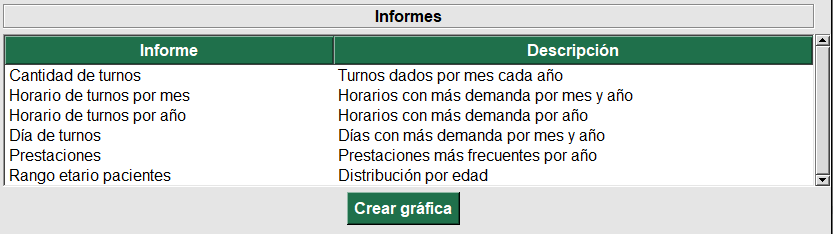 Informes
Informe Descripción
Cantidad de turnos Turnos dados por mes cada año
Horario de turnos por mes Horarios con más demanda por mes y año
Horario de turnos por año Horarios con más demanda por año
Día de turnos Días con más demanda por mes y año
Prestaciones Prestaciones más frecuentes por año
Rango etario pacientes Distribución por edad
Crear gráfica